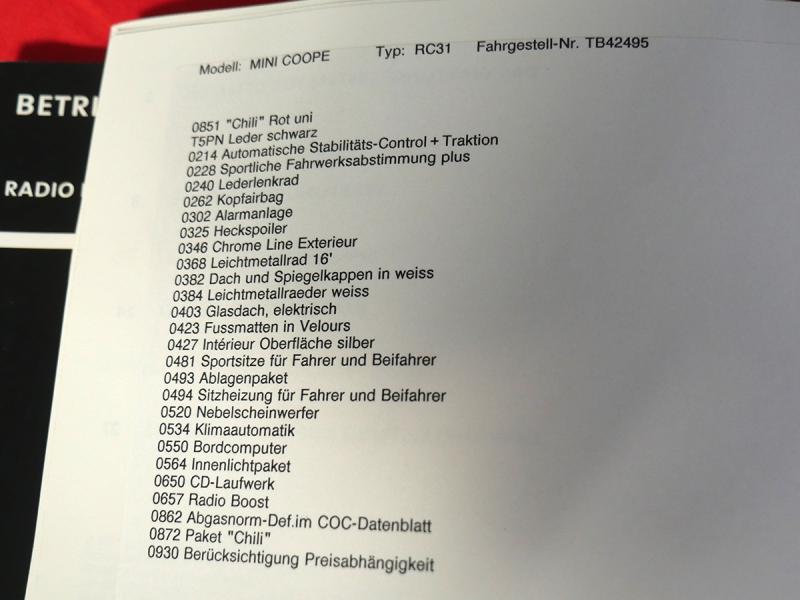 BETRI
RADIO
Modell: MINI COOPE Typ: RC31 Fahrgestell-Nr. TB42495
0851 "Chili" Rot uni
T5PN Leder schwarz
0214 Automatische Stabilitäts-Control + Traktion
0228 Sportliche Fahrwerksabstimmung plus
0240 Lederlenkrad
0262 Kopfairbag
0302 Alarmanlage
0325 Heckspoiler
0346 Chrome Line Exterieur
0368 Leichtmetallrad 16'
0382 Dach und Spiegelkappen in weiss
0384 Leichtmetallraeder weiss
0403 Glasdach, elektrisch
0423 Fussmatten in Velours
0427 Intérieur Oberfläche silber
0481 Sportsitze für Fahrer und Beifahrer
0493 Ablagenpaket
0494 Sitzheizung für Fahrer und Beifahrer
0520 Nebelscheinwerfer
0534 Klimaautomatik
0550 Bordcomputer
0564 Innenlichtpaket
0650 CD-Laufwerk
0657 Radio Boost
0862 Abgasnorm-Def.im COC-Datenblatt
0872 Paket "Chili"
0930 Berücksichtigung Preisabhängigkeit